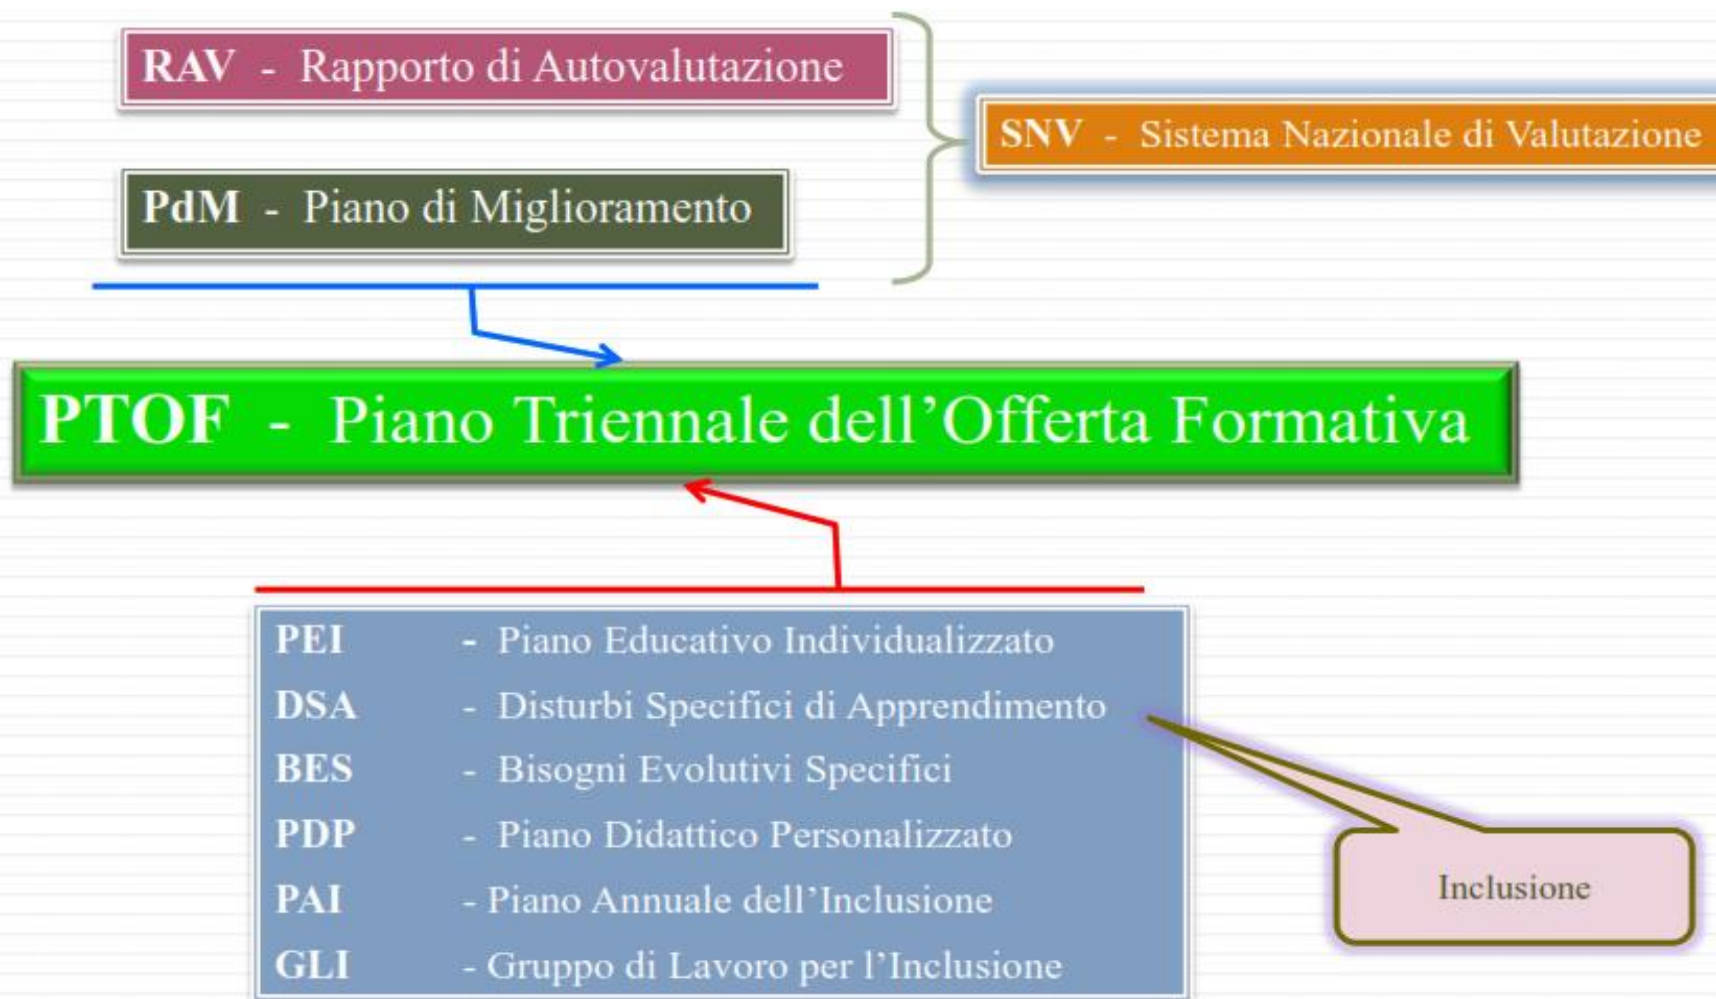 RAV - Rapporto di Autovalutazione
SNV - Sistema Nazionale di Valutazione
PdM - Piano di Miglioramento
PTOF - Piano Triennale dell’Offerta Formativa
PEI - Piano Educativo Individualizzato
DSA - Disturbi Specifici di Apprendimento
BES - Bisogni Evolutivi Specifici
PDP - Piano Didattico Personalizzato
PAI - Piano Annuale dell’Inclusione
GLI - Gruppo di Lavoro per l’Inclusione
Inclusione